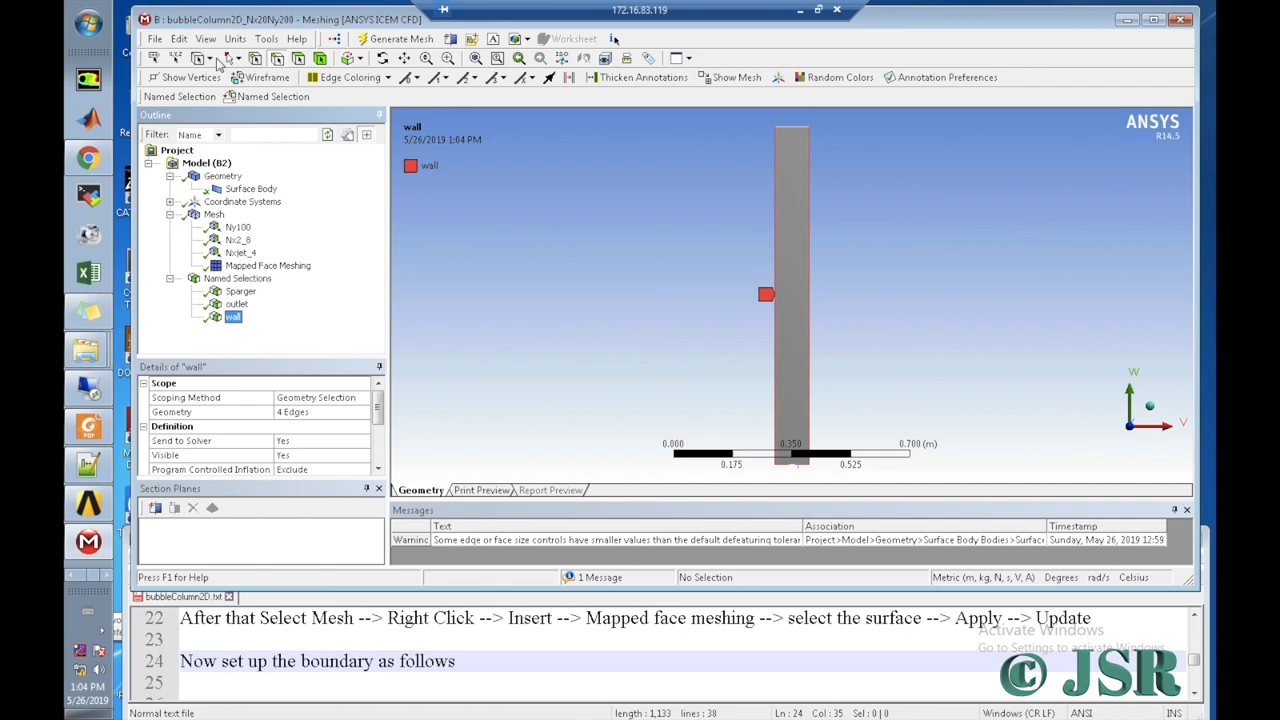 172.16.83.119
B : bubbleColumn2D_Nx20Ny200 - Meshing [ANSYS ICEM CFD]
File Edit View Units Tools Help Generate Mesh Worksheet
Show Vertices Wireframe Edge Coloring Thicken Annotations Show Mesh Random Colors Annotation Preferences
Named Selection Named Selection
Outline
Filter: Name
Project
Model (B2)
Geometry
Surface Body
Coordinate Systems
Mesh
Ny100
Nx2_8
Nxjet_4
Mapped Face Meshing
Named Selections
Sparger
outlet
wall
Details of "wall"
Scope
Scoping Method Geometry Selection
Geometry 4 Edges
Definition
Send to Solver Yes
Visible Yes
Program Controlled Inflation Exclude
Section Planes
wall
5/26/2019 1:04 PM
wall
ANSYS
R14.5
W
V
0.000 0.350 0.700 (m)
0.175 0.525
Geometry Print Preview Report Preview
Messages
Text Association Timestamp
Warninc Some edge or face size controls have smaller values than the default defeaturing tolerar Project>Model>Geometry>Surface Body Bodies>Surface Sunday, May 26, 2019 12:59
Press F1 for Help 1 Message No Selection Metric (m, kg, N, s, V, A) Degrees rad/s Celsius
bubbleColumn2D.txt
22 After that Select Mesh --> Right Click --> Insert --> Mapped face meshing --> select the surface --> Apply --> Update
23
24 Now set up the boundary as follows
25
Activate Windows
Go to Settings to activate Windows.
© JSR
1:04 PM
5/26/2019
Normal text file length : 1,133 lines : 38 Ln : 24 Col : 35 Sel : 0 | 0 Windows (CR LF) ANSI INS